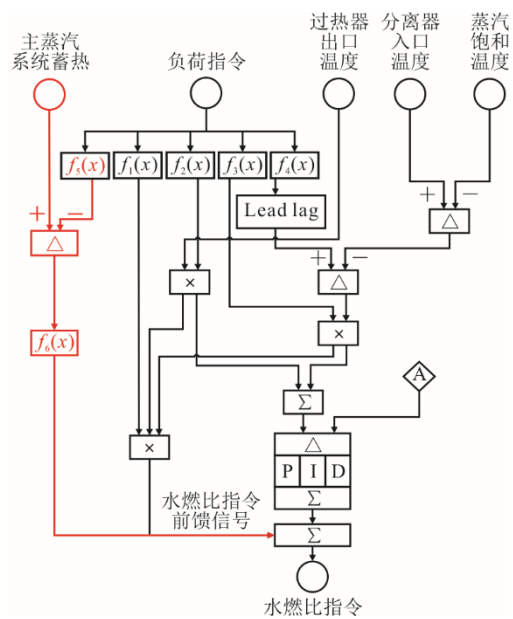 主蒸汽
系统蓄热
负荷指令
过热器
出口
温度
分离器
入口
温度
蒸汽
饱和
温度
f₅(x)
f₁(x)
f₂(x)
f₃(x)
f₄(x)
Lead lag
+
−
△
+
−
△
+
−
△
×
×
f₆(x)
A
Σ
×
△
P
I
D
Σ
水燃比指令
前馈信号
Σ
水燃比指令